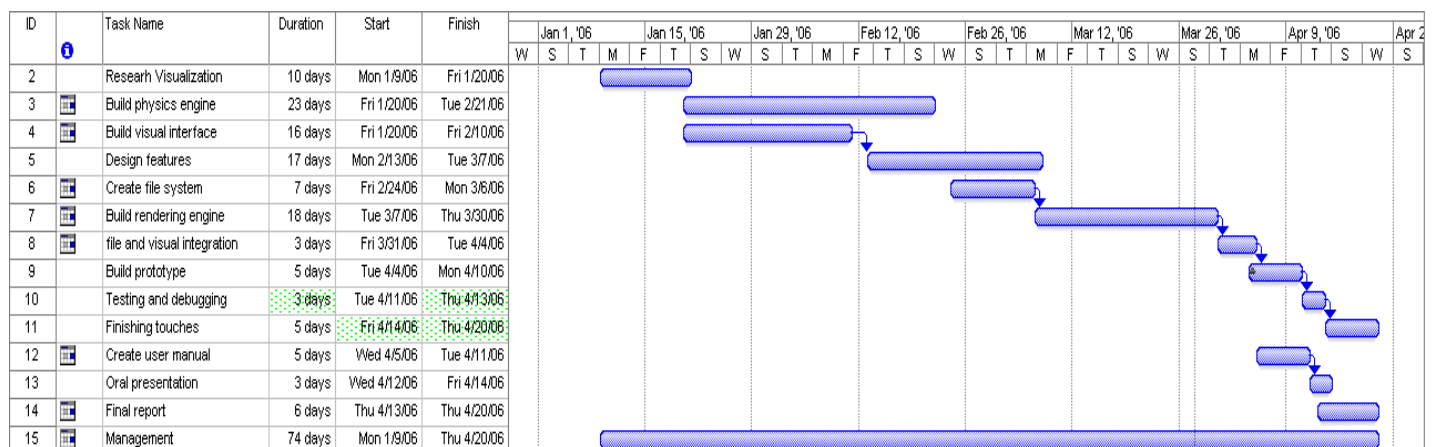 ID Task Name Duration Start Finish
Jan 1, '06 Jan 15, '06 Jan 29, '06 Feb 12, '06 Feb 26, '06 Mar 12, '06 Mar 26, '06 Apr 9, '06 Apr 2
W S T M F T S W S T M F T S W S T M F T S W S T M F T S W S
2 Researh Visualization 10 days Mon 1/9/06 Fri 1/20/06
3 Build physics engine 23 days Fri 1/20/06 Tue 2/21/06
4 Build visual interface 16 days Fri 1/20/06 Fri 2/10/06
5 Design features 17 days Mon 2/13/06 Tue 3/7/06
6 Create file system 7 days Fri 2/24/06 Mon 3/6/06
7 Build rendering engine 18 days Tue 3/7/06 Thu 3/30/06
8 file and visual integration 3 days Fri 3/31/06 Tue 4/4/06
9 Build prototype 5 days Tue 4/4/06 Mon 4/10/06
10 Testing and debugging 3 days Tue 4/11/06 Thu 4/13/06
11 Finishing touches 5 days Fri 4/14/06 Thu 4/20/06
12 Create user manual 5 days Wed 4/5/06 Tue 4/11/06
13 Oral presentation 3 days Wed 4/12/06 Fri 4/14/06
14 Final report 6 days Thu 4/13/06 Thu 4/20/06
15 Management 74 days Mon 1/9/06 Thu 4/20/06